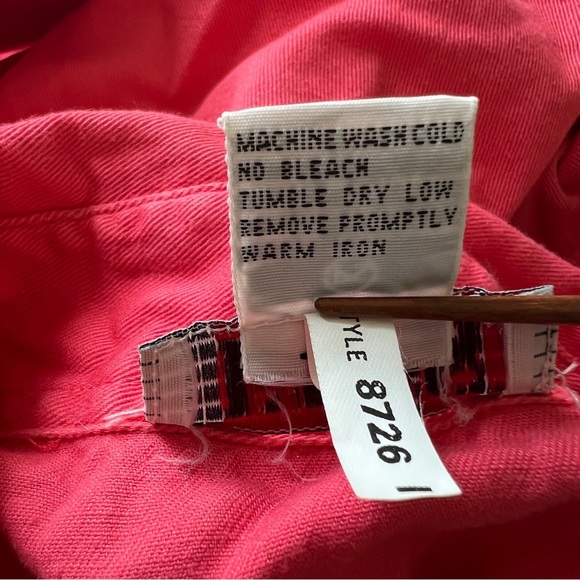 MACHINE WASH COLD
NO BLEACH
TUMBLE DRY LOW
REMOVE PROMPTLY
WARM IRON
TYLE 8726